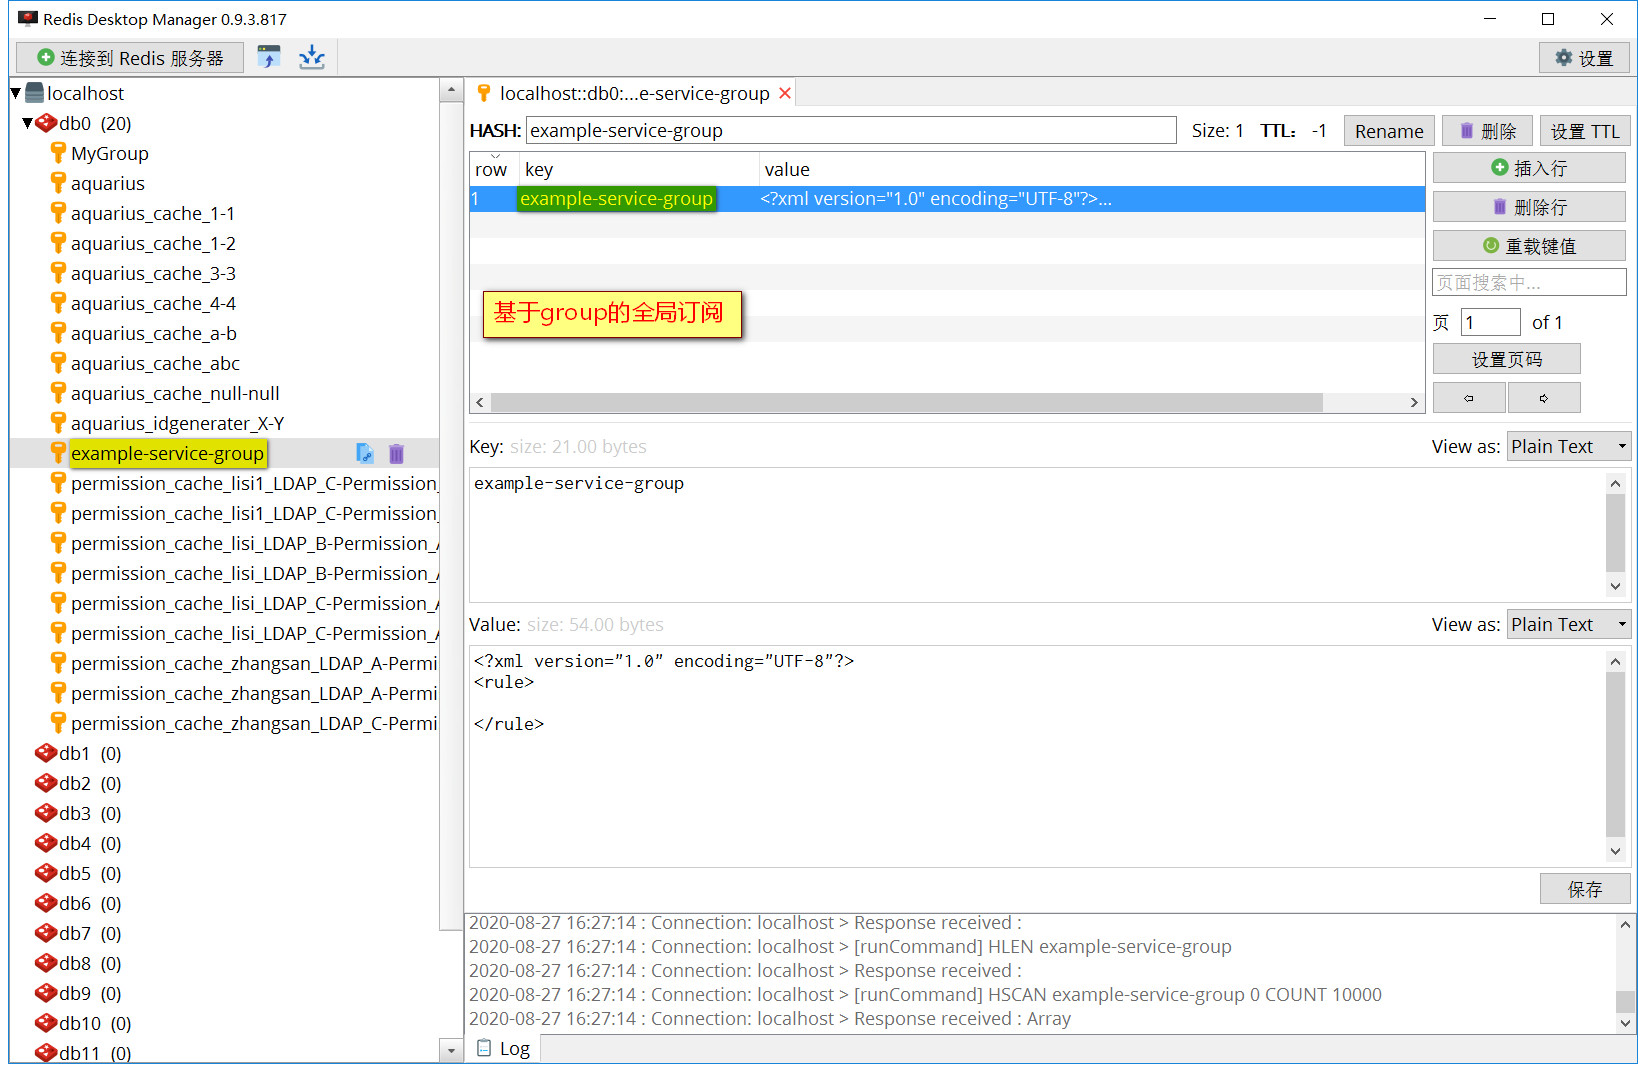 Redis Desktop Manager 0.9.3.817
连接到 Redis 服务器
设置
localhost
db0 (20)
MyGroup
aquarius
aquarius_cache_1-1
aquarius_cache_1-2
aquarius_cache_3-3
aquarius_cache_4-4
aquarius_cache_a-b
aquarius_cache_abc
aquarius_cache_null-null
aquarius_idgenerater_X-Y
example-service-group
permission_cache_lisi1_LDAP_C-Permission_
permission_cache_lisi1_LDAP_C-Permission_
permission_cache_lisi_LDAP_B-Permission_A
permission_cache_lisi_LDAP_B-Permission_A
permission_cache_lisi_LDAP_C-Permission_A
permission_cache_lisi_LDAP_C-Permission_A
permission_cache_zhangsan_LDAP_A-Permi
permission_cache_zhangsan_LDAP_A-Permi
permission_cache_zhangsan_LDAP_C-Permi
db1 (0)
db2 (0)
db3 (0)
db4 (0)
db5 (0)
db6 (0)
db7 (0)
db8 (0)
db9 (0)
db10 (0)
db11 (0)
localhost::db0:...e-service-group
HASH: example-service-group Size: 1 TTL: -1 Rename 删除 设置 TTL
row key value
1 example-service-group <?xml version="1.0" encoding="UTF-8"?>...
基于group的全局订阅
插入行
删除行
重载键值
页面搜索中...
页 1 of 1
设置页码
Key: size: 21.00 bytes View as: Plain Text
example-service-group
Value: size: 54.00 bytes View as: Plain Text
<?xml version="1.0" encoding="UTF-8"?>
<rule>
</rule>
保存
2020-08-27 16:27:14 : Connection: localhost > Response received :
2020-08-27 16:27:14 : Connection: localhost > [runCommand] HLEN example-service-group
2020-08-27 16:27:14 : Connection: localhost > Response received :
2020-08-27 16:27:14 : Connection: localhost > [runCommand] HSCAN example-service-group 0 COUNT 10000
2020-08-27 16:27:14 : Connection: localhost > Response received : Array
Log